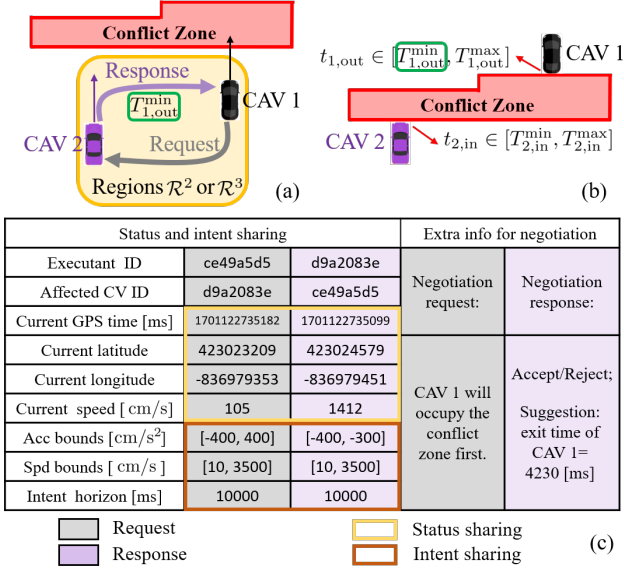 Conflict Zone
Response
T^min_1,out
CAV 1
CAV 2
Request
Regions R² or R³
(a)
t_1,out ∈ [T^min_1,out, T^max_1,out]
CAV 1
Conflict Zone
CAV 2
t_2,in ∈ [T^min_2,in, T^max_2,in]
(b)
Status and intent sharing | Extra info for negotiation
Executant ID | ce49a5d5 | d9a2083e
Affected CV ID | d9a2083e | ce49a5d5
Negotiation request:
Negotiation response:
Current GPS time [ms] | 1701122735182 | 1701122735099
Current latitude | 423023209 | 423024579
Current longitude | -836979353 | -836979451
Current speed [cm/s] | 105 | 1412
Acc bounds [cm/s²] | [-400, 400] | [-400, -300]
Spd bounds [cm/s] | [10, 3500] | [10, 3500]
Intent horizon [ms] | 10000 | 10000
CAV 1 will
occupy the
conflict
zone first.
Accept/Reject;
Suggestion:
exit time of
CAV 1=
4230 [ms]
Request
Response
Status sharing
Intent sharing
(c)